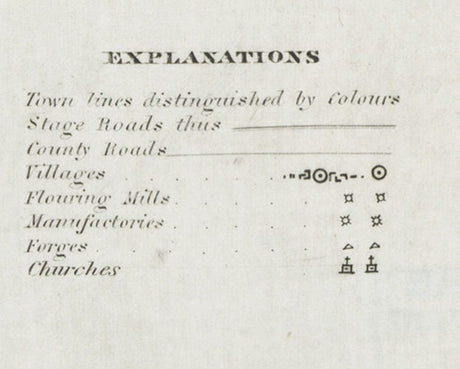 EXPLANATIONS
Town lines distinguished by Colours
Stage Roads thus
County Roads
Villages
Flouring Mills
Manufactories
Forges
Churches